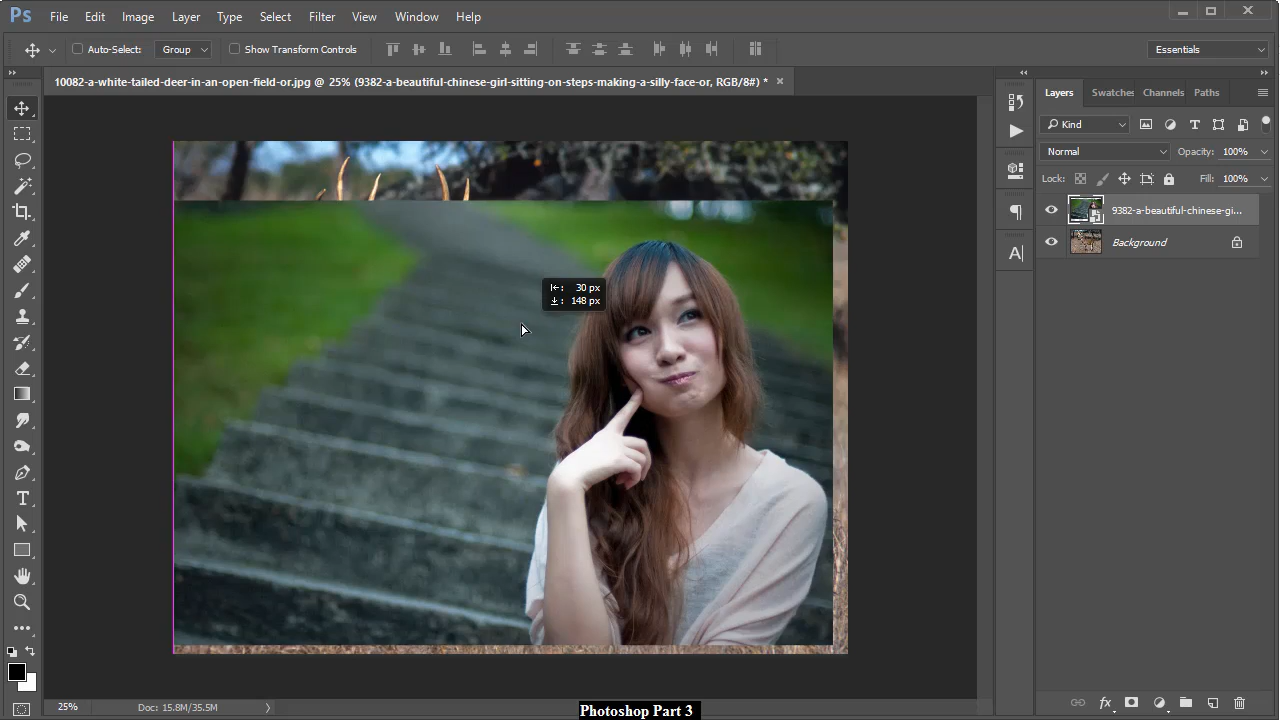 Ps File Edit Image Layer Type Select Filter View Window Help
Auto-Select: Group Show Transform Controls Essentials
10082-a-white-tailed-deer-in-an-open-field-or.jpg @ 25% (9382-a-beautiful-chinese-girl-sitting-on-steps-making-a-silly-face-or, RGB/8#) *
Layers Swatches Channels Paths
Kind
Normal Opacity: 100%
Lock: Fill: 100%
9382-a-beautiful-chinese-gi...
Background
30 px
148 px
25% Doc: 15.8M/35.5M
Photoshop Part 3